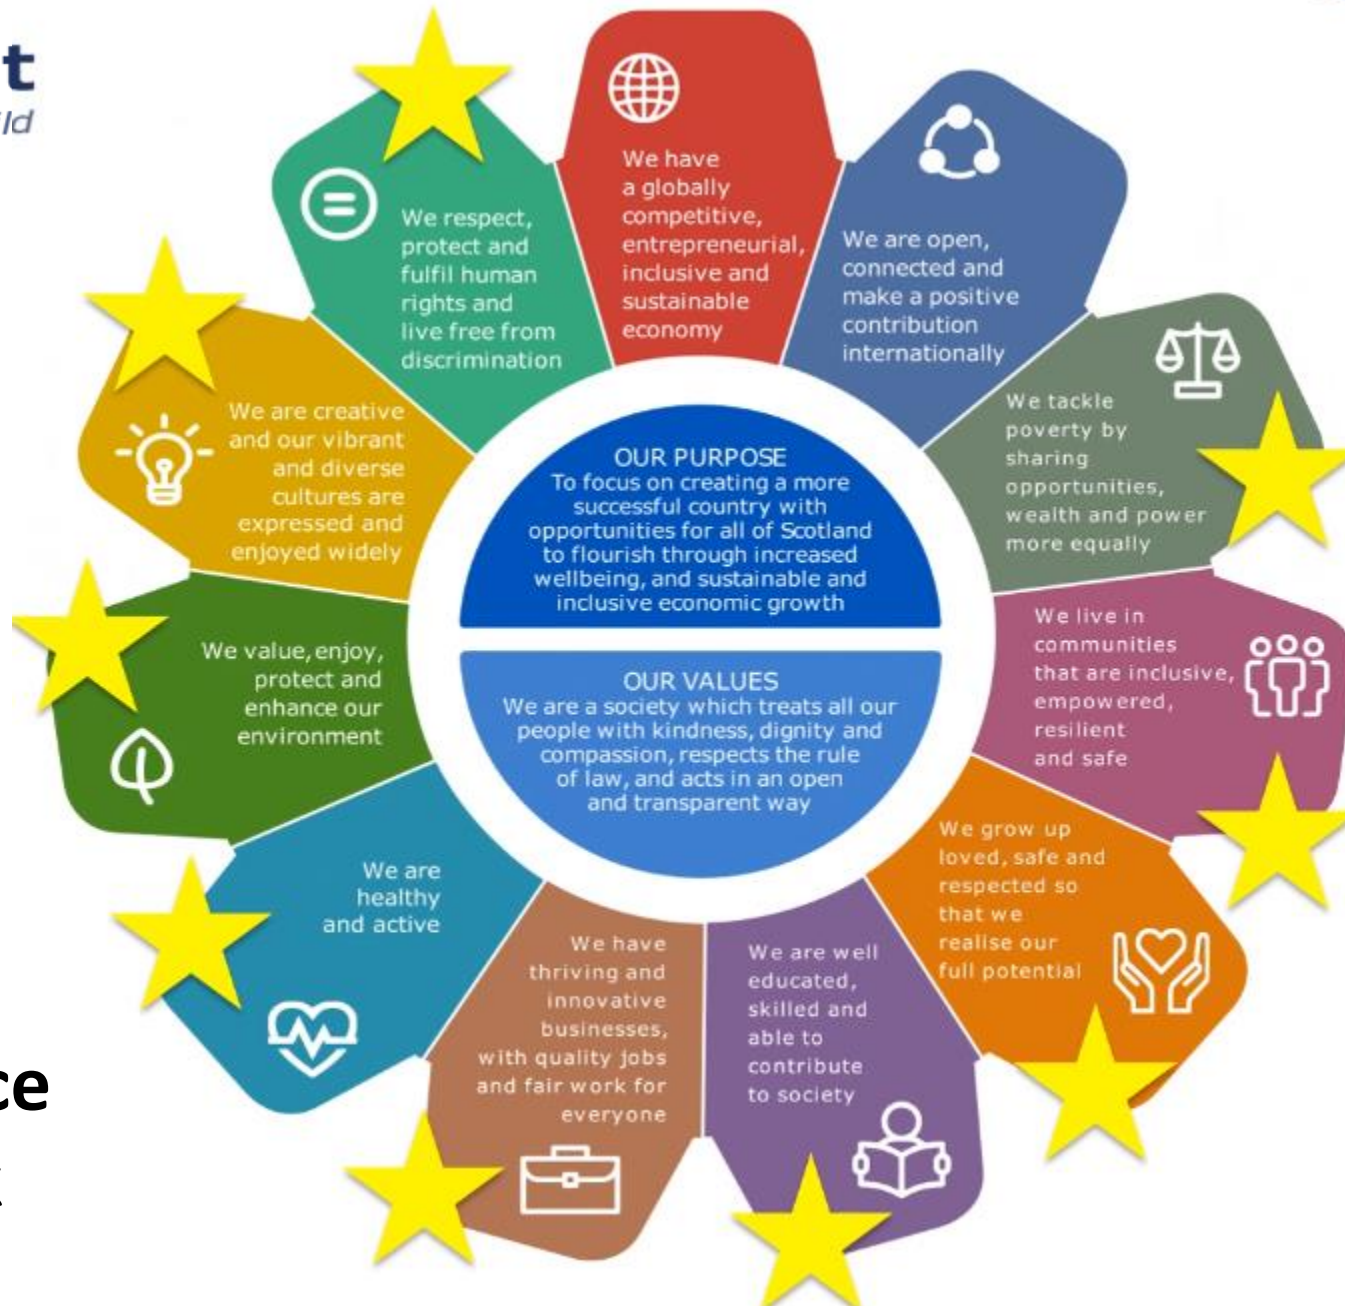 t
ld
We have
a globally
competitive,
entrepreneurial,
inclusive and
sustainable
economy
We are open,
connected and
make a positive
contribution
internationally
We tackle
poverty by
sharing
opportunities,
wealth and power
more equally
We live in
communities
that are inclusive,
empowered,
resilient
and safe
We grow up
loved, safe and
respected so
that we
realise our
full potential
We are well
educated,
skilled and
able to
contribute
to society
We have
thriving and
innovative
businesses,
with quality jobs
and fair work for
everyone
We are
healthy
and active
We value, enjoy,
protect and
enhance our
environment
We are creative
and our vibrant
and diverse
cultures are
expressed and
enjoyed widely
We respect,
protect and
fulfil human
rights and
live free from
discrimination
OUR PURPOSE
To focus on creating a more
successful country with
opportunities for all of Scotland
to flourish through increased
wellbeing, and sustainable and
inclusive economic growth
OUR VALUES
We are a society which treats all our
people with kindness, dignity and
compassion, respects the rule
of law, and acts in an open
and transparent way
ce